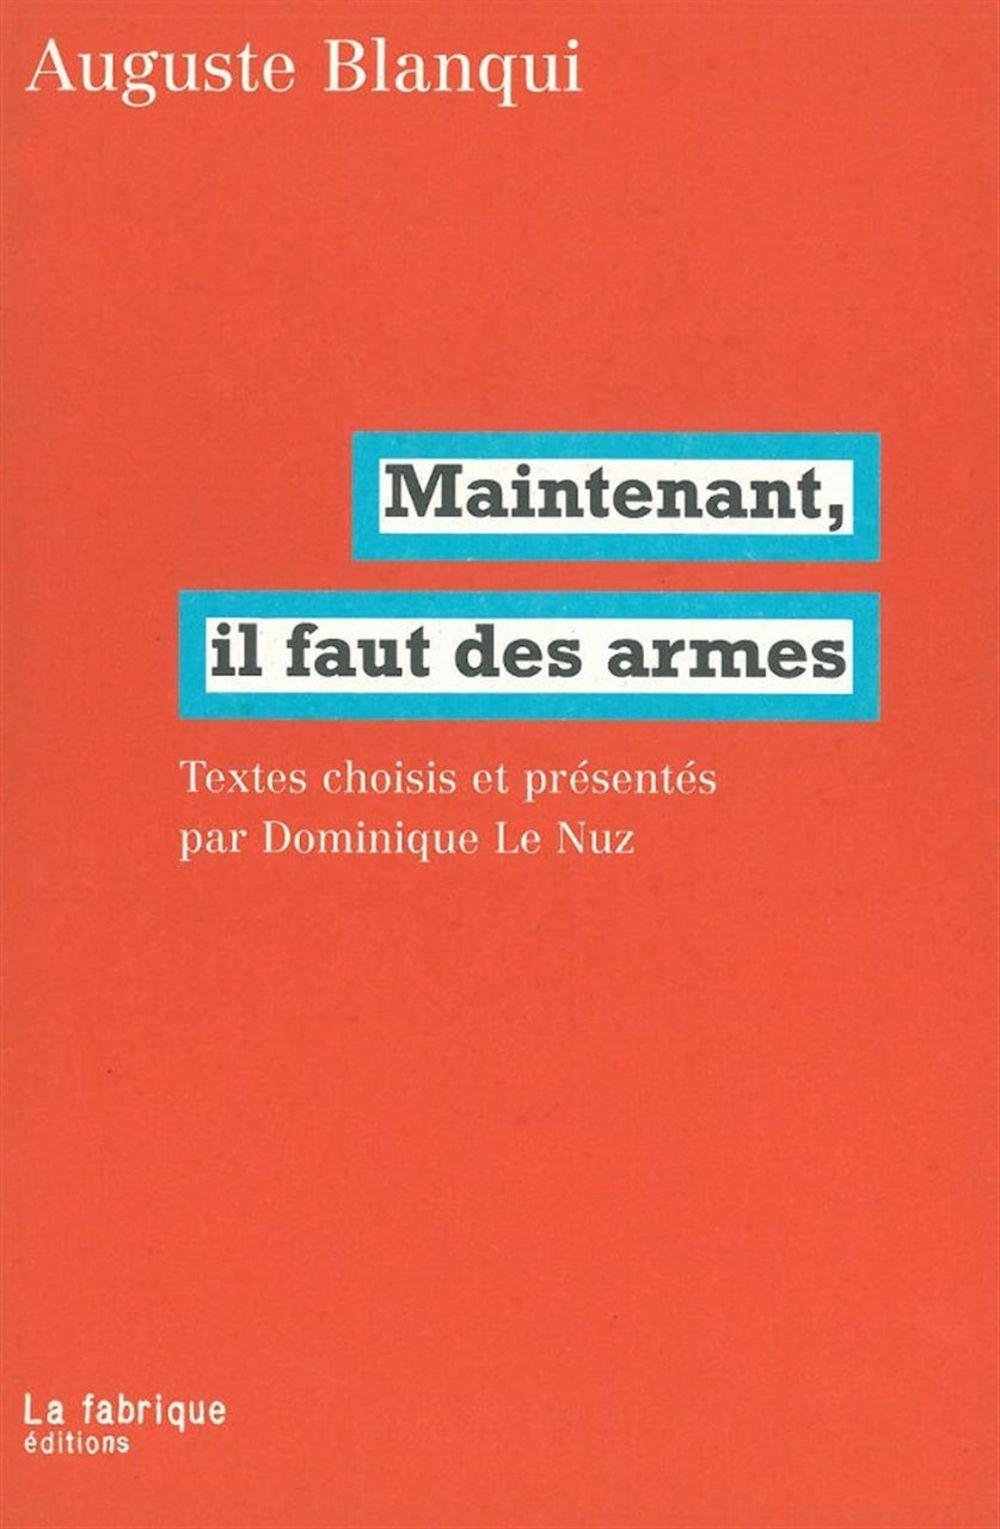 Auguste Blanqui
Maintenant,
il faut des armes
Textes choisis et présentés
par Dominique Le Nuz
La fabrique
éditions